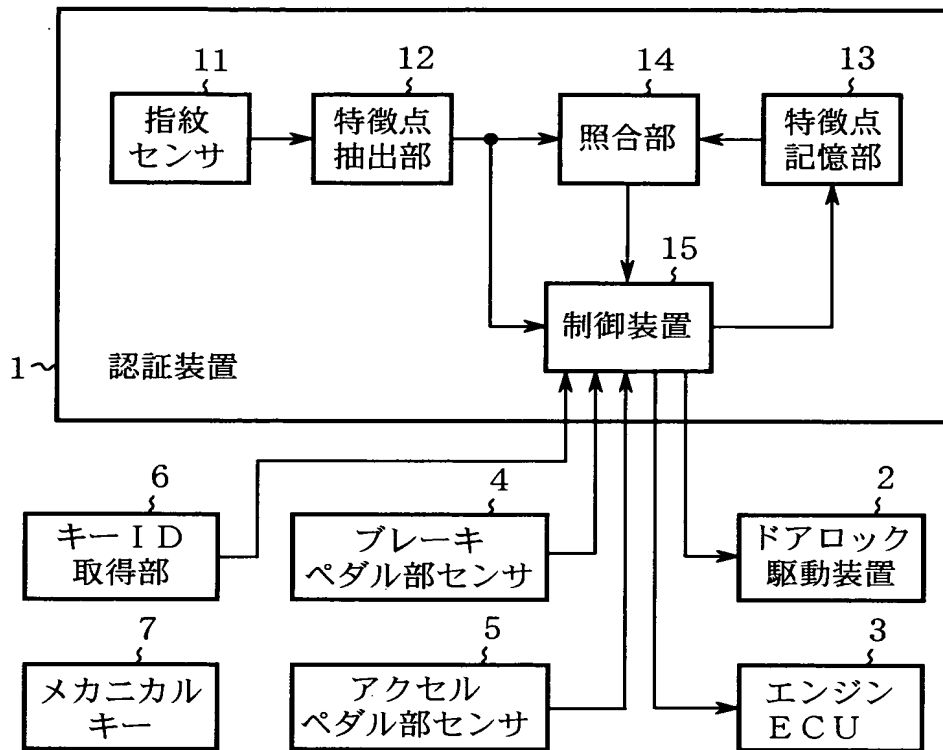 11
指紋
センサ
12
特徴点
抽出部
14
照合部
13
特徴点
記憶部
15
制御装置
1
認証装置
6
キーID
取得部
4
ブレーキ
ペダル部センサ
2
ドアロック
駆動装置
7
メカニカル
キー
5
アクセル
ペダル部センサ
3
エンジン
ECU